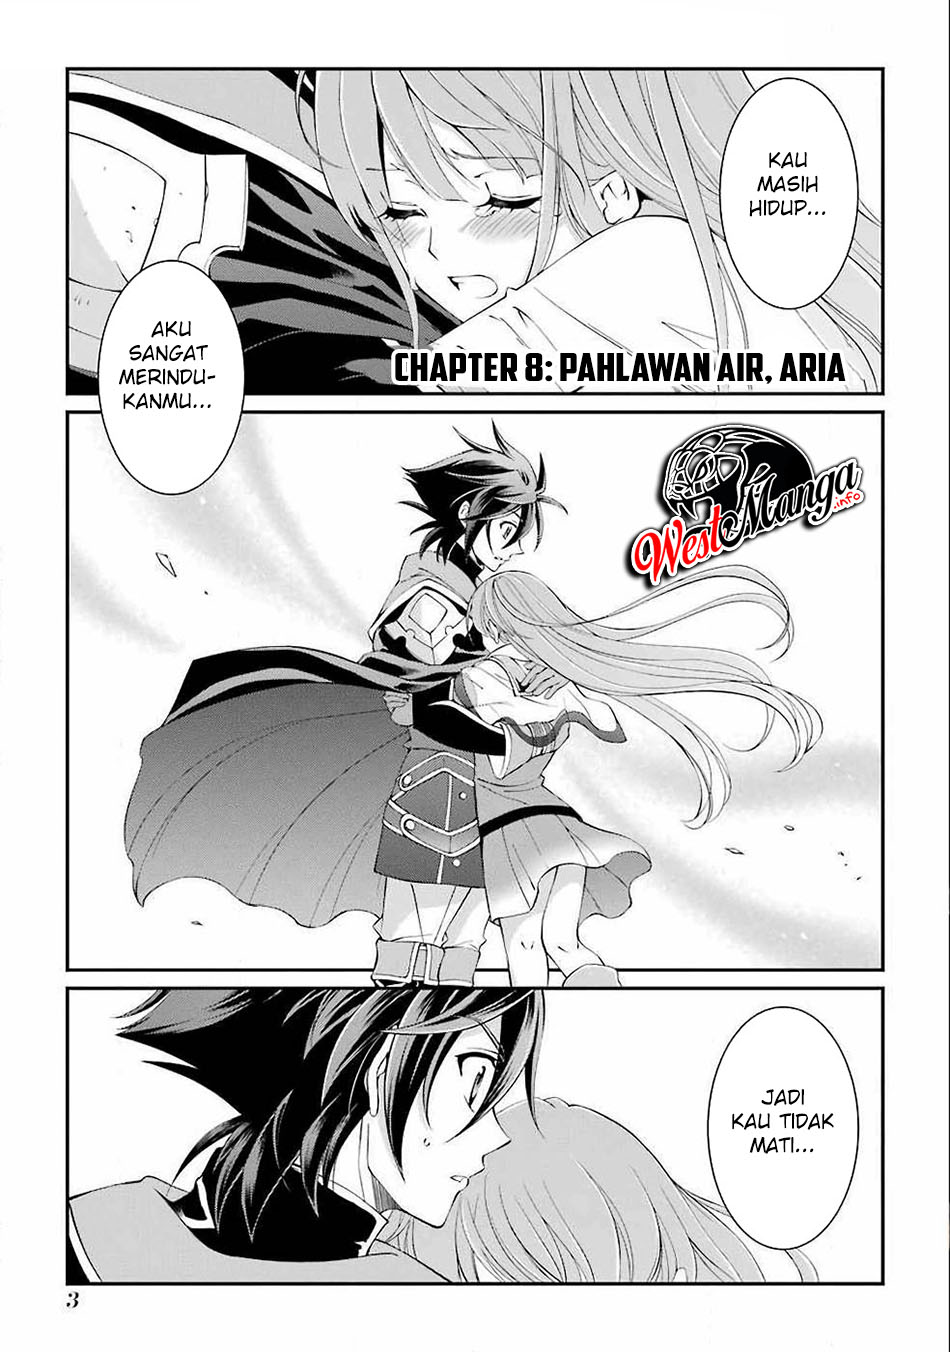 KAU
MASIH
HIDUP...
AKU
SANGAT
MERINDU-
KANMU...
CHAPTER 8: PAHLAWAN AIR, ARIA
WestManga
.info
JADI
KAU TIDAK
MATI...
3